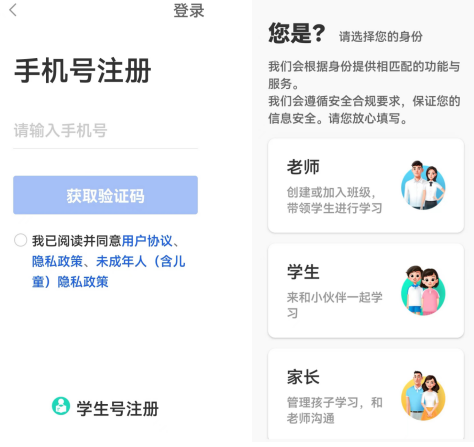 登录
手机号注册
请输入手机号
获取验证码
我已阅读并同意用户协议、
隐私政策、未成年人（含儿
童）隐私政策
学生号注册
您是? 请选择您的身份
我们会根据身份提供相匹配的功能与
服务。
我们会遵循安全合规要求，保证您的
信息安全。请您放心填写。
老师
创建或加入班级，
带领学生进行学习
学生
来和小伙伴一起学
习
家长
管理孩子学习，和
老师沟通